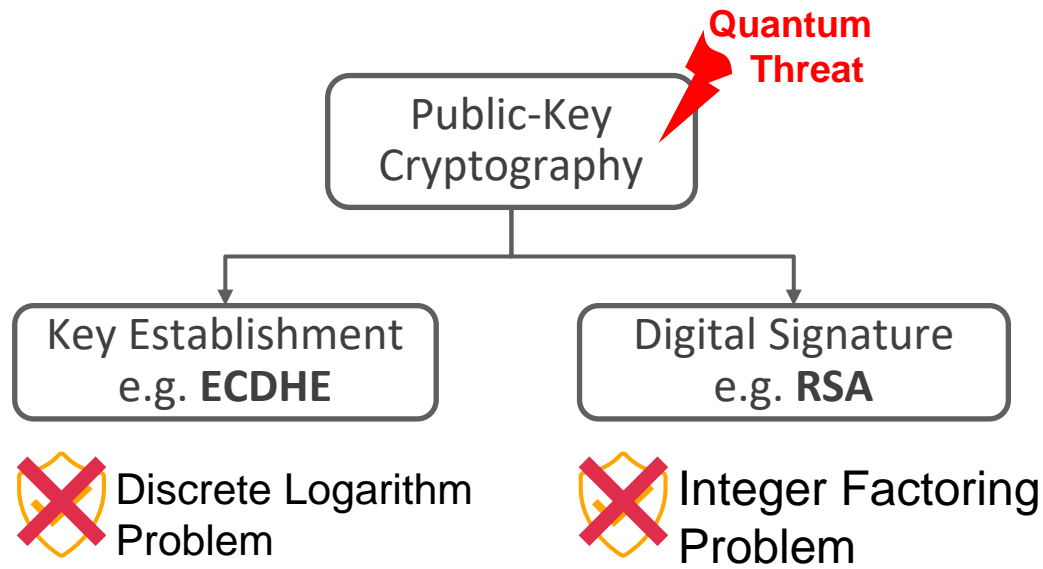 Quantum
Threat
Public-Key
Cryptography
Key Establishment
e.g. ECDHE
Digital Signature
e.g. RSA
Discrete Logarithm
Problem
Integer Factoring
Problem